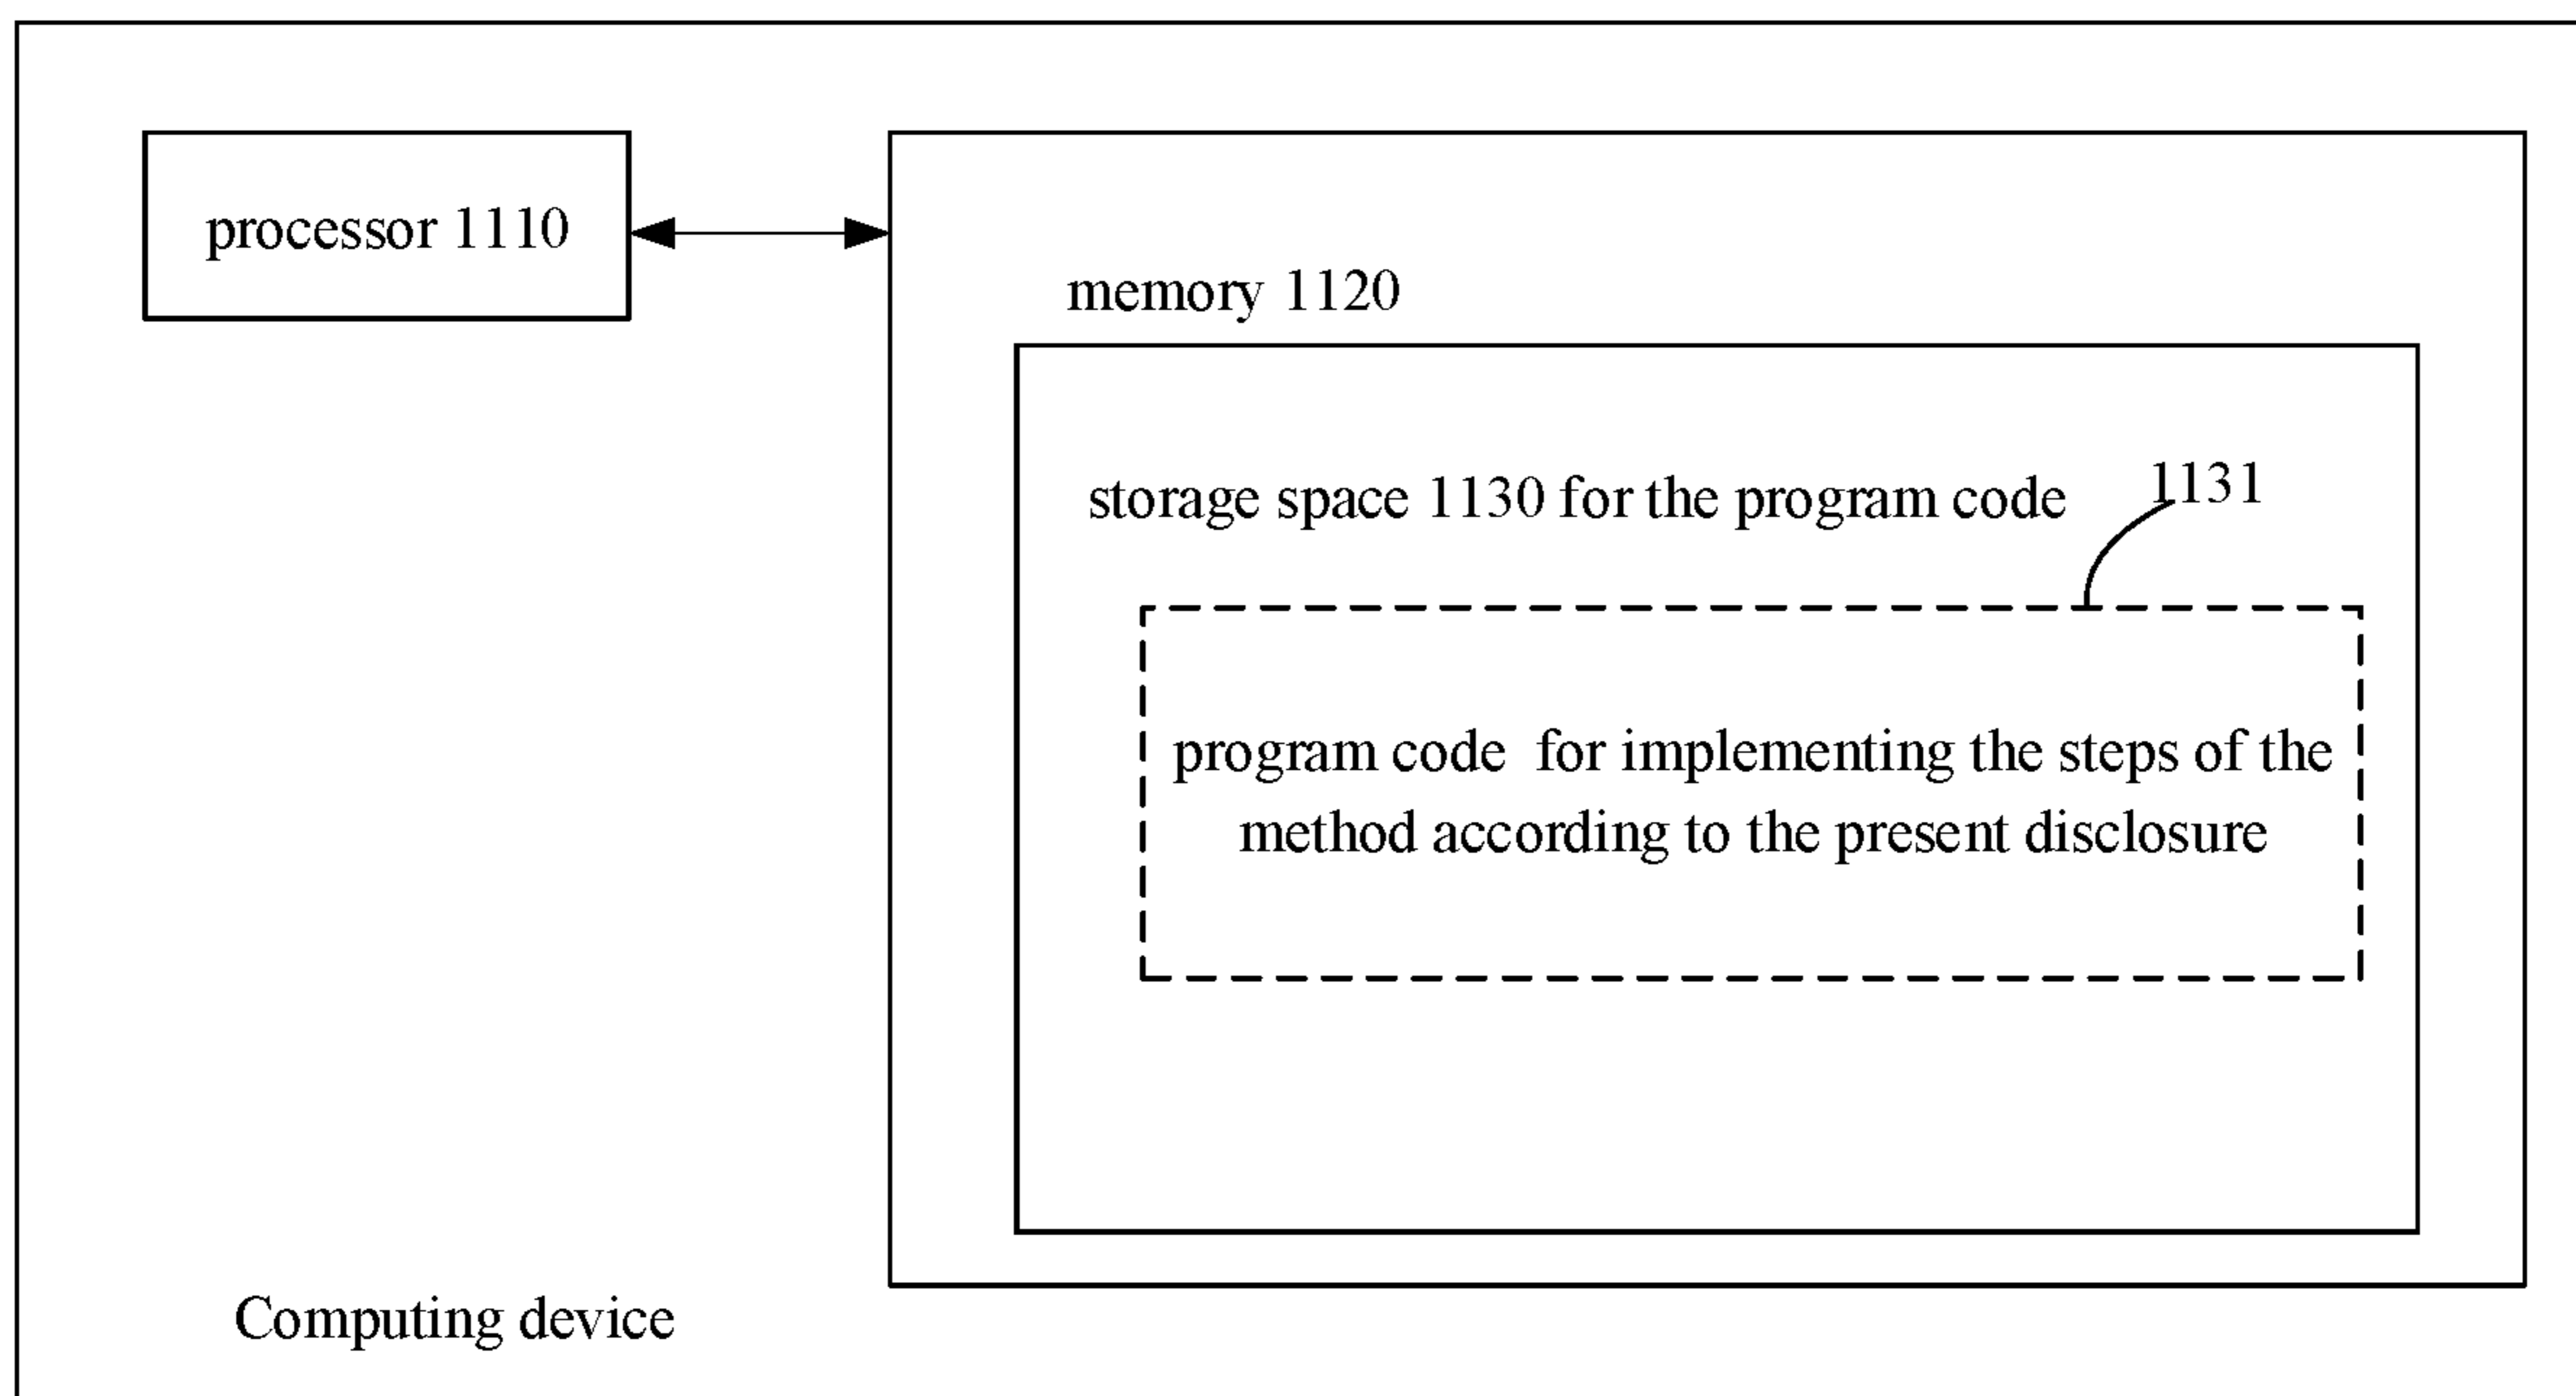 processor 1110
memory 1120
storage space 1130 for the program code
1131
program code for implementing the steps of the
method according to the present disclosure
Computing device